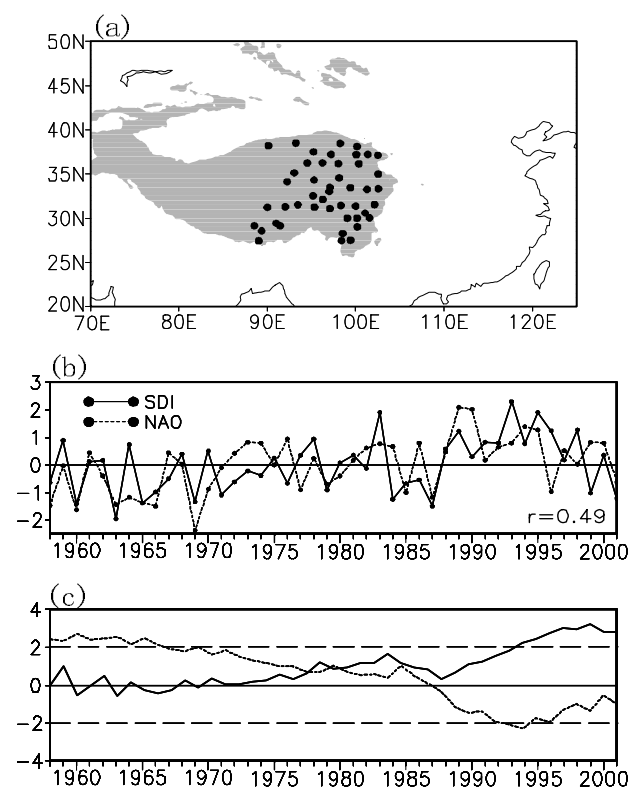 (a)
50N
45N
40N
35N
30N
25N
20N
70E 80E 90E 100E 110E 120E
(b)
3
2
1
0
-1
-2
SDI
NAO
r=0.49
1960 1965 1970 1975 1980 1985 1990 1995 2000
(c)
4
2
0
-2
-4
1960 1965 1970 1975 1980 1985 1990 1995 2000